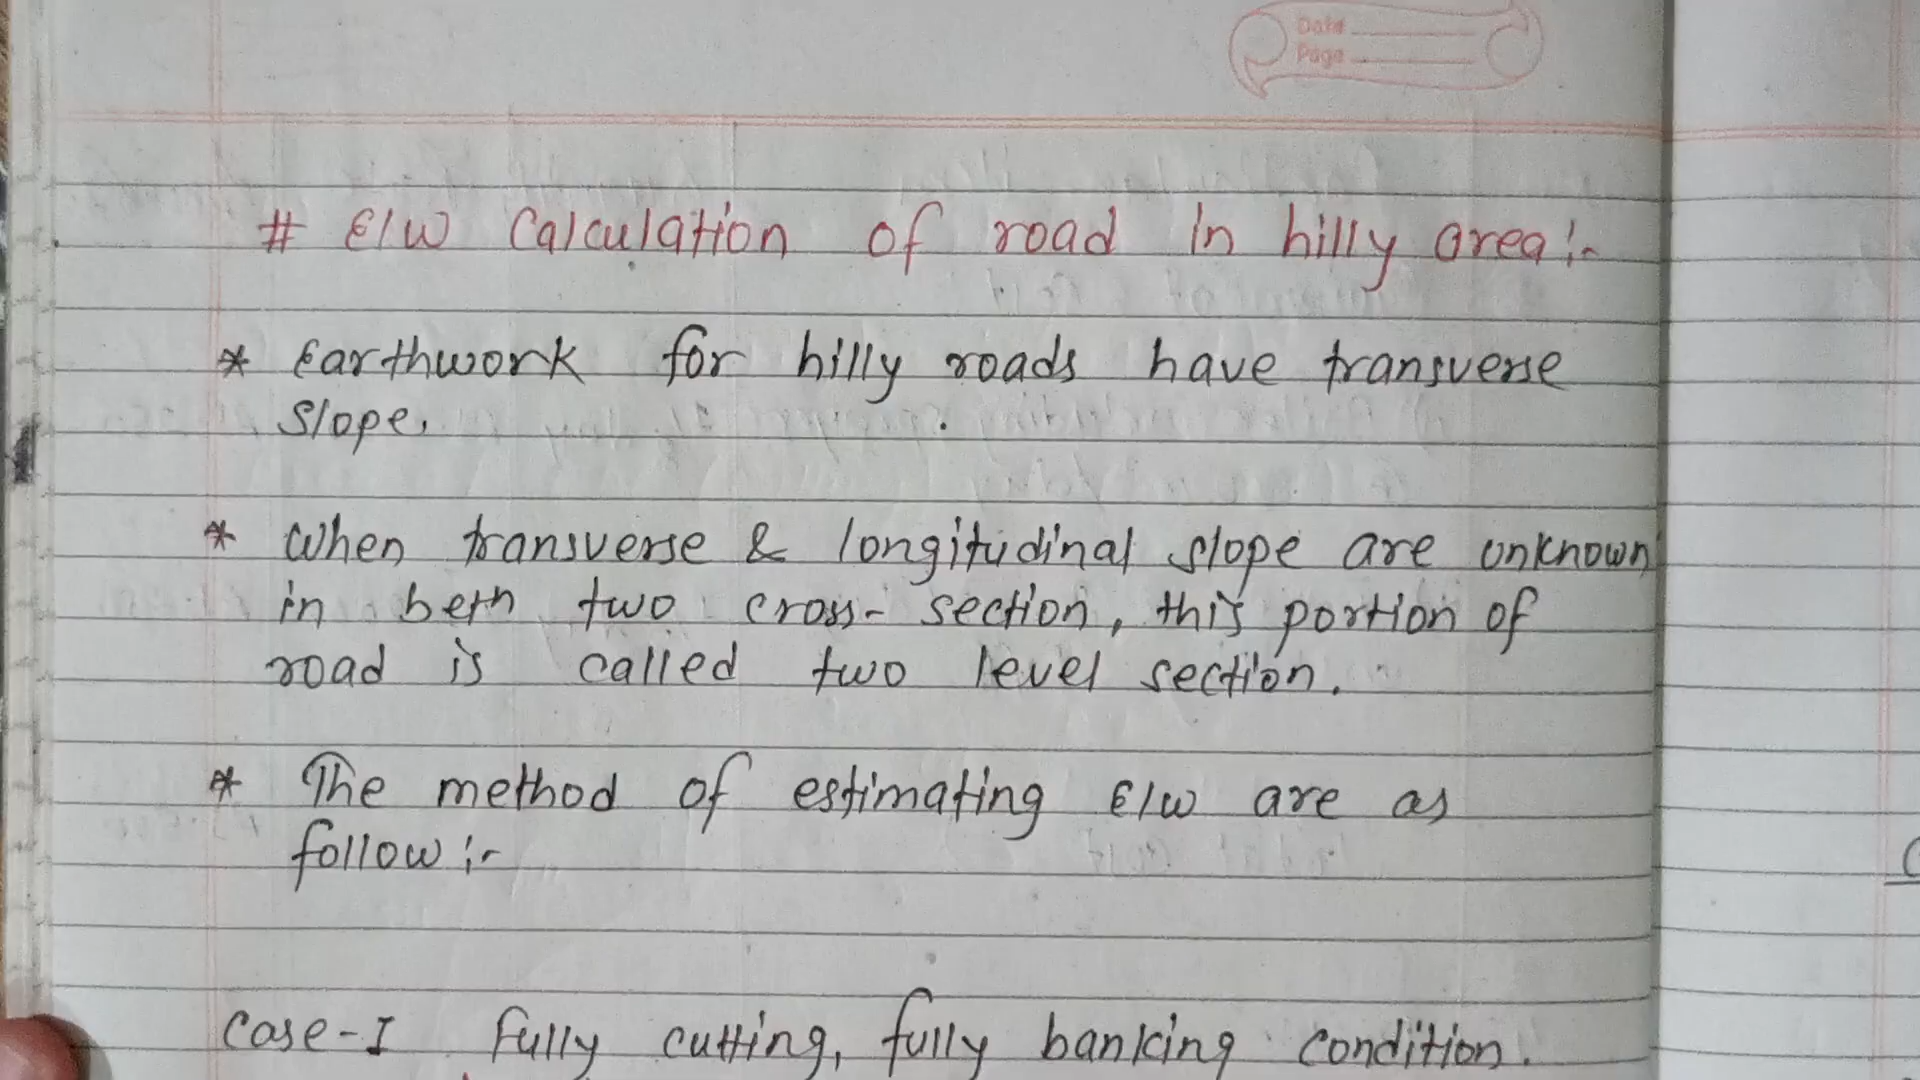 Date
Page
# E/W Calculation of road in hilly area :-
* Earthwork for hilly roads have transverse
slope.
* When transverse & longitudinal slope are unknown
in beth two cross-section, this portion of
road is called two level section.
* The method of estimating E/W are as
follow :-
Case-I Fully cutting, fully banking condition.